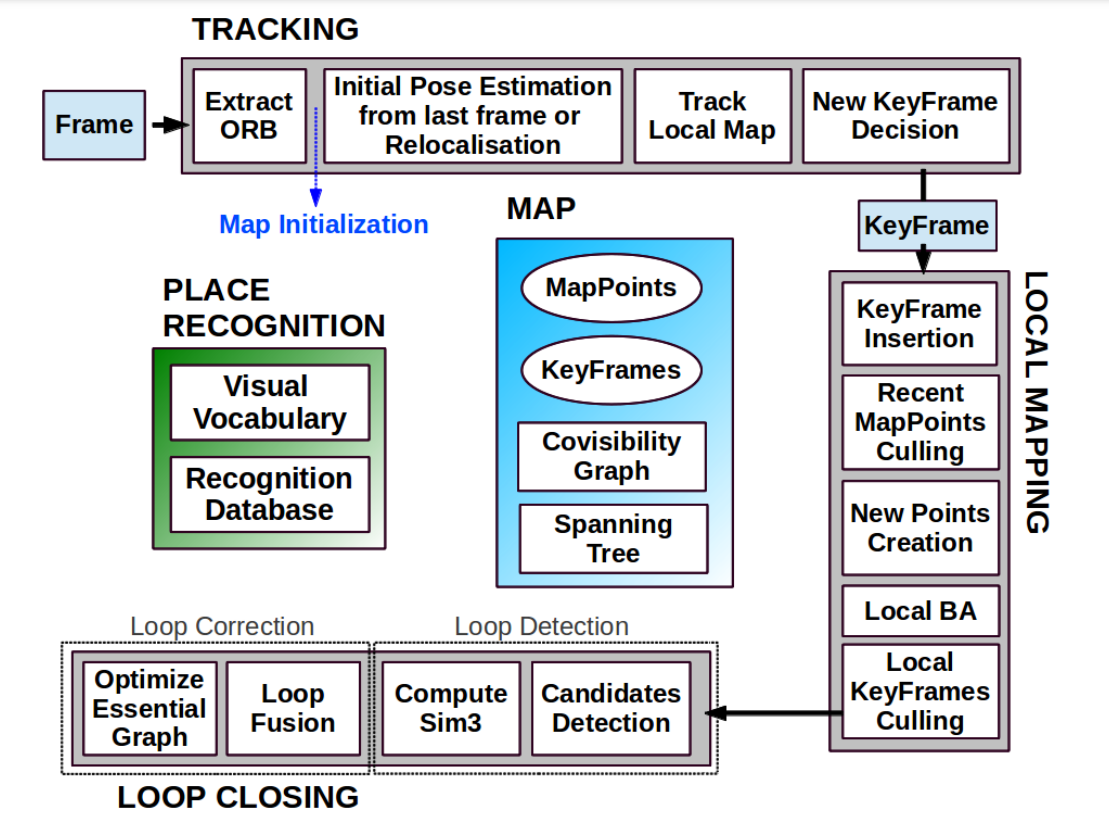 TRACKING
Frame
Extract
ORB
Initial Pose Estimation
from last frame or
Relocalisation
Track
Local Map
New KeyFrame
Decision
Map Initialization
MAP
KeyFrame
PLACE
RECOGNITION
Visual
Vocabulary
Recognition
Database
MapPoints
KeyFrames
Covisibility
Graph
Spanning
Tree
LOCAL MAPPING
KeyFrame
Insertion
Recent
MapPoints
Culling
New Points
Creation
Local BA
Local
KeyFrames
Culling
Loop Correction
Loop Detection
Optimize
Essential
Graph
Loop
Fusion
Compute
Sim3
Candidates
Detection
LOOP CLOSING